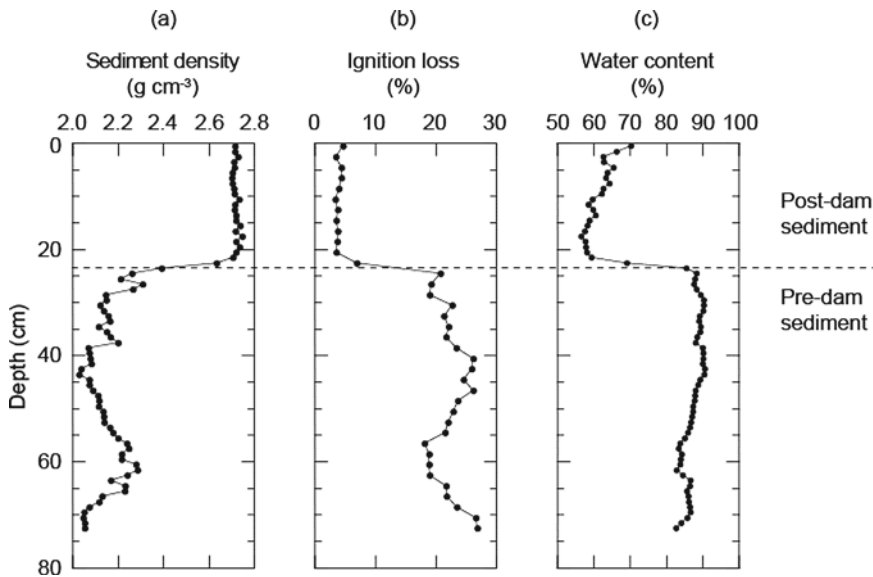 (a) (b) (c)
Sediment density Ignition loss Water content
(g cm⁻³) (%) (%)
2.0 2.2 2.4 2.6 2.8 0 10 20 30 50 60 70 80 90 100
0
20
40
60
80
Depth (cm)
Post-dam
sediment
Pre-dam
sediment